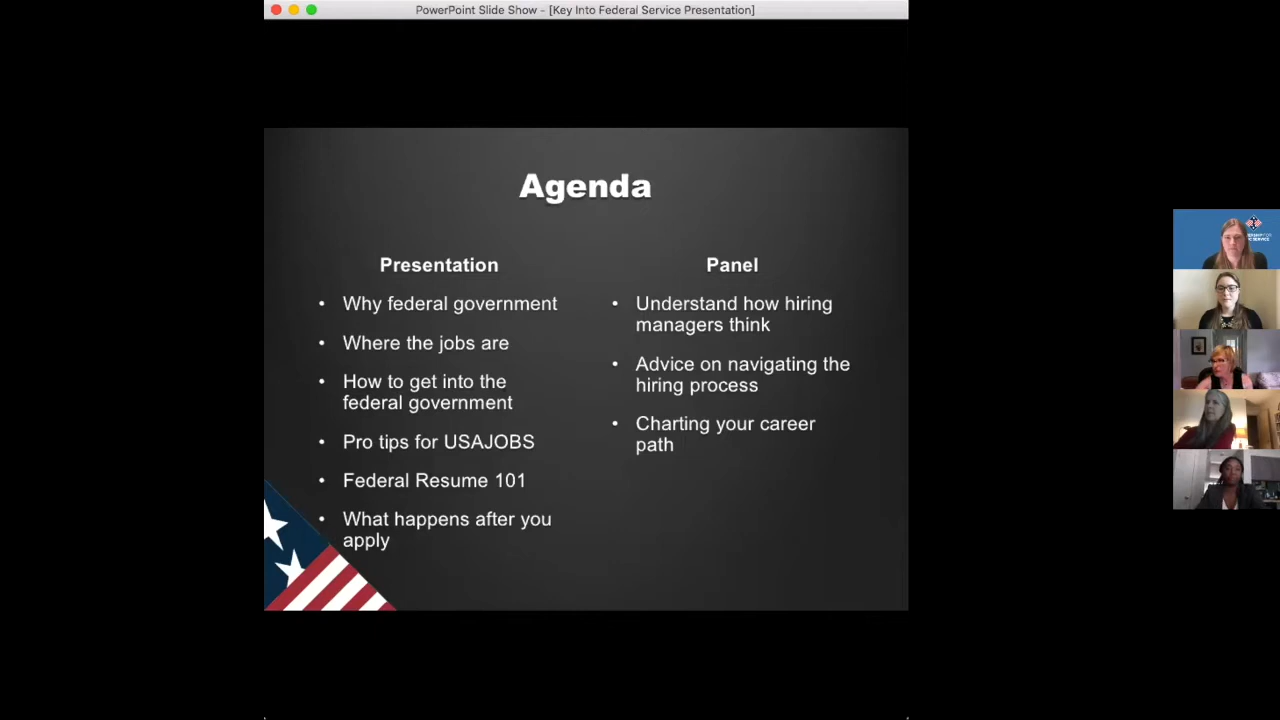 PowerPoint Slide Show - [Key Into Federal Service Presentation]
Agenda
Presentation
• Why federal government
• Where the jobs are
• How to get into the
federal government
• Pro tips for USAJOBS
• Federal Resume 101
• What happens after you
apply
Panel
• Understand how hiring
managers think
• Advice on navigating the
hiring process
• Charting your career
path
SERVICE